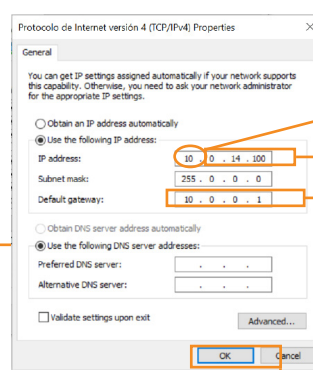 Protocolo de Internet versión 4 (TCP/IPv4) Properties
General
You can get IP settings assigned automatically if your network supports
this capability. Otherwise, you need to ask your network administrator
for the appropriate IP settings.
Obtain an IP address automatically
Use the following IP address:
IP address: 10 . 0 . 14 . 100
Subnet mask: 255 . 0 . 0 . 0
Default gateway: 10 . 0 . 0 . 1
Obtain DNS server address automatically
Use the following DNS server addresses:
Preferred DNS server: . . .
Alternative DNS server: . . .
Validate settings upon exit
Advanced...
OK Cancel